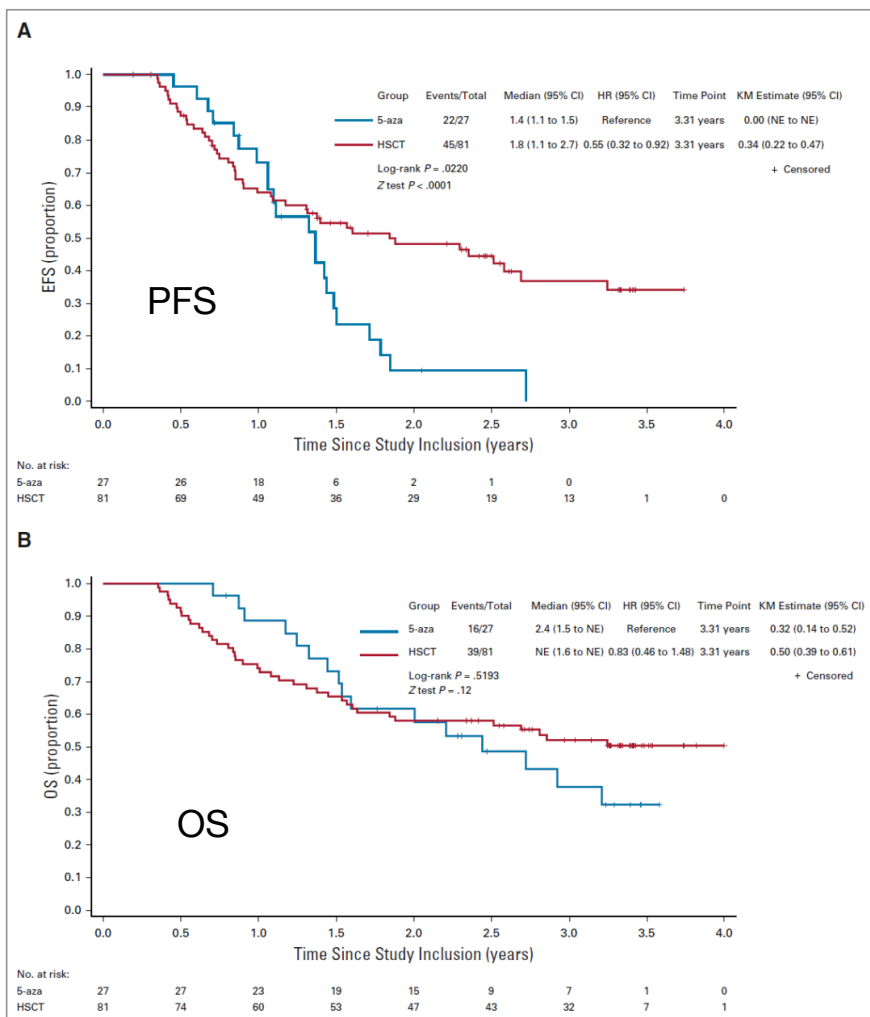 A
Group Events/Total Median (95% CI) HR (95% CI) Time Point KM Estimate (95% CI)
5-aza 22/27 1.4 (1.1 to 1.5) Reference 3.31 years 0.00 (NE to NE)
HSCT 45/81 1.8 (1.1 to 2.7) 0.55 (0.32 to 0.92) 3.31 years 0.34 (0.22 to 0.47)
Log-rank P = .0220
Z test P < .0001
+ Censored
EFS (proportion)
1.0
0.9
0.8
0.7
0.6
0.5
0.4
0.3
0.2
0.1
0.0
PFS
0.0 0.5 1.0 1.5 2.0 2.5 3.0 3.5 4.0
Time Since Study Inclusion (years)
No. at risk:
5-aza 27 26 18 6 2 1 0
HSCT 81 69 49 36 29 19 13 1 0
B
Group Events/Total Median (95% CI) HR (95% CI) Time Point KM Estimate (95% CI)
5-aza 16/27 2.4 (1.5 to NE) Reference 3.31 years 0.32 (0.14 to 0.52)
HSCT 39/81 NE (1.6 to NE) 0.83 (0.46 to 1.48) 3.31 years 0.50 (0.39 to 0.61)
Log-rank P = .5193
Z test P = .12
+ Censored
OS (proportion)
1.0
0.9
0.8
0.7
0.6
0.5
0.4
0.3
0.2
0.1
0.0
OS
0.0 0.5 1.0 1.5 2.0 2.5 3.0 3.5 4.0
Time Since Study Inclusion (years)
No. at risk:
5-aza 27 27 23 19 15 9 7 1 0
HSCT 81 74 60 53 47 43 32 7 1